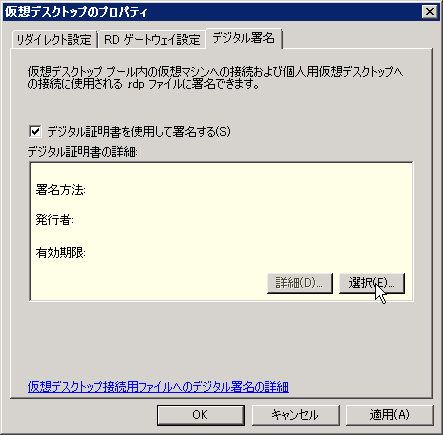 仮想デスクトップのプロパティ
リダイレクト設定 RD ゲートウェイ設定 デジタル署名
仮想デスクトップ プール内の仮想マシンへの接続および個人用仮想デスクトップへ
の接続に使用される .rdp ファイルに署名できます。
デジタル証明書を使用して署名する(S)
デジタル証明書の詳細:
署名方法:
発行者:
有効期限:
詳細(D)... 選択(E)...
仮想デスクトップ接続用ファイルへのデジタル署名の詳細
OK キャンセル 適用(A)